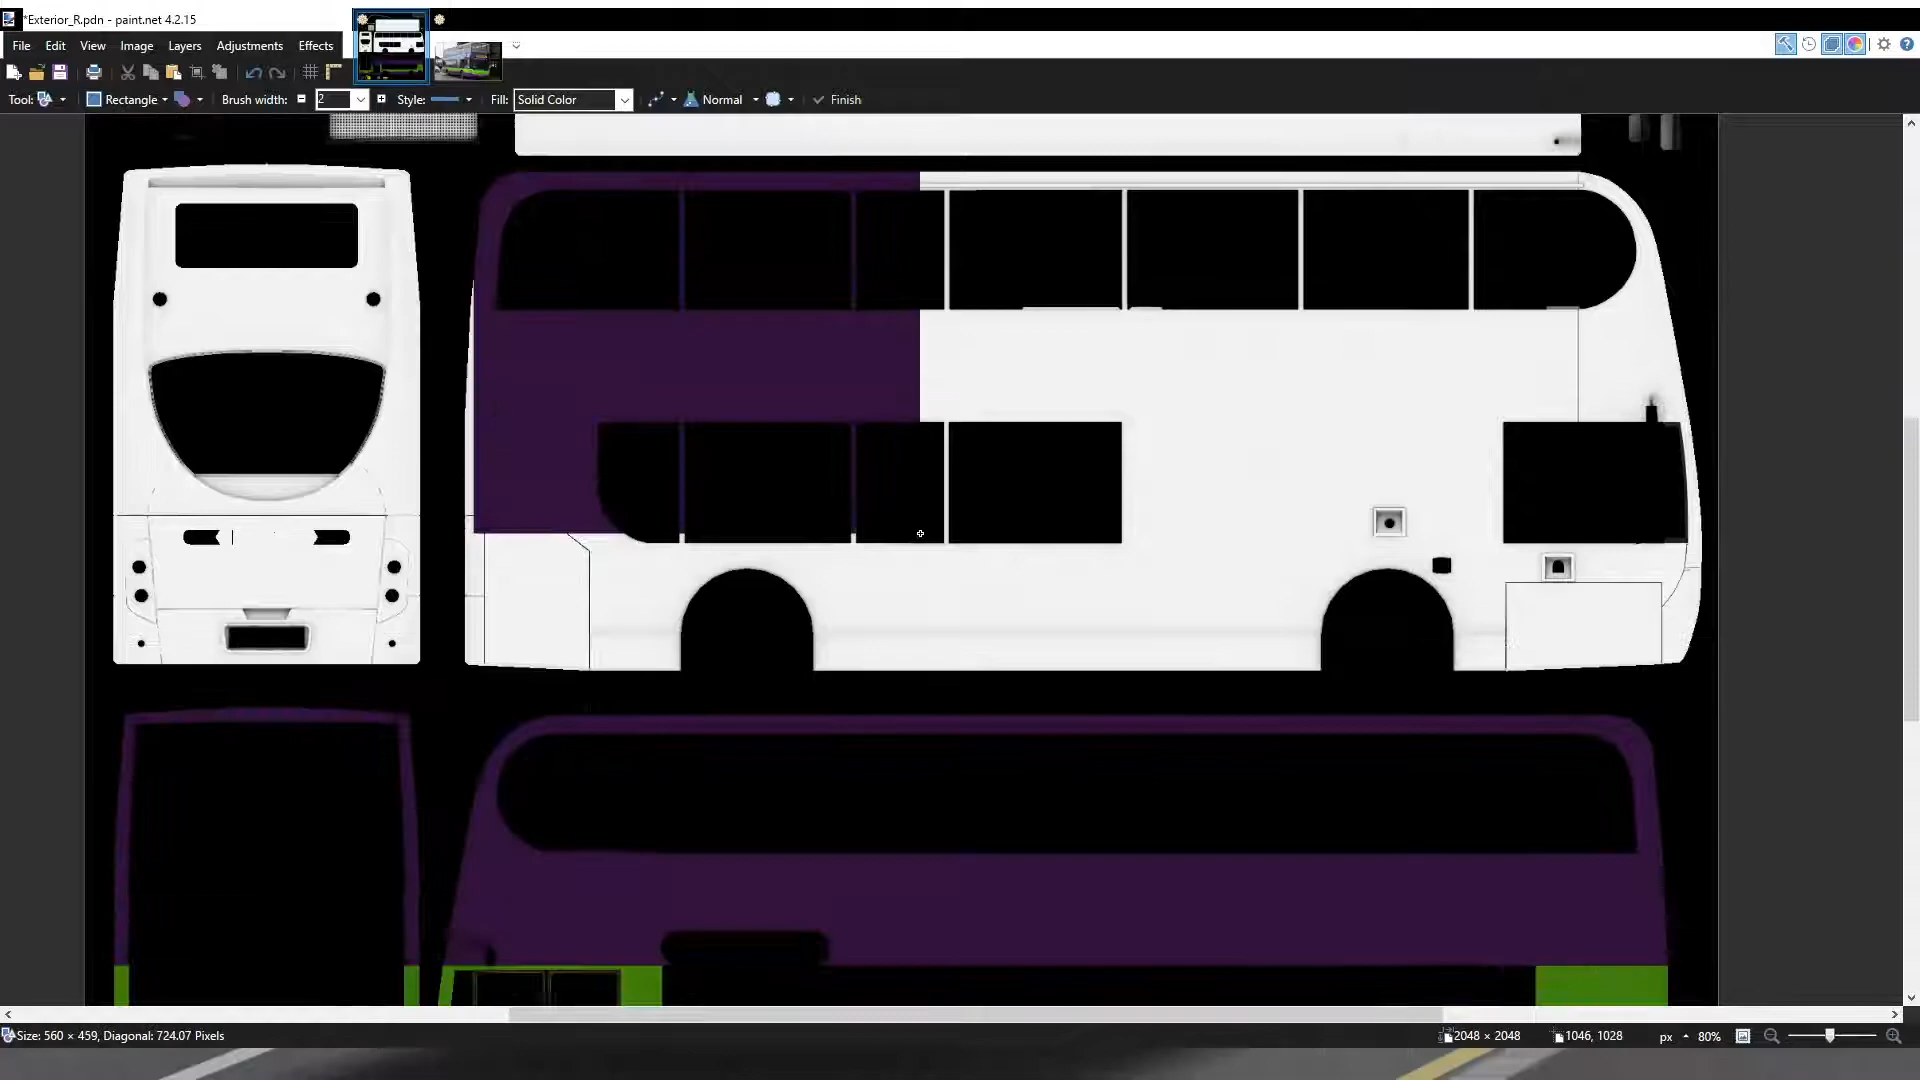 *Exterior_R.pdn - paint.net 4.2.15
File Edit View Image Layers Adjustments Effects
Tool: Rectangle Brush width: 2 Style: Fill: Solid Color Normal Finish
Size: 560 × 459, Diagonal: 724.07 Pixels 2048 × 2048 1046, 1028 px 80%